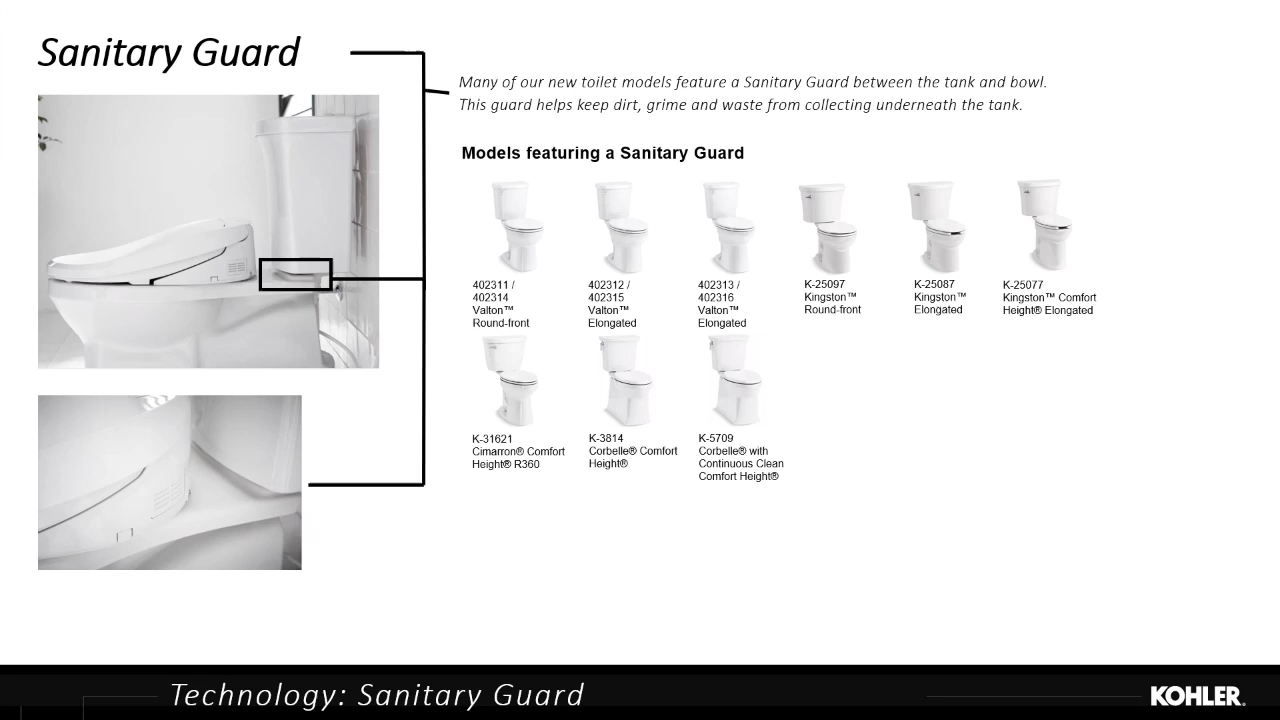 Sanitary Guard
Many of our new toilet models feature a Sanitary Guard between the tank and bowl.
This guard helps keep dirt, grime and waste from collecting underneath the tank.
Models featuring a Sanitary Guard
402311 /
402314
Valton™
Round-front
402312 /
402315
Valton™
Elongated
402313 /
402316
Valton™
Elongated
K-25097
Kingston™
Round-front
K-25087
Kingston™
Elongated
K-25077
Kingston™ Comfort
Height® Elongated
K-31621
Cimarron® Comfort
Height® R360
K-3814
Corbelle® Comfort
Height®
K-5709
Corbelle® with
Continuous Clean
Comfort Height®
Technology: Sanitary Guard
KOHLER®